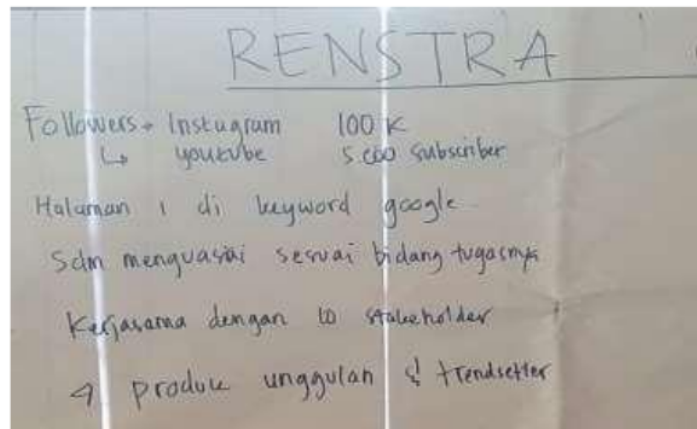 RENSTRA
Followers → Instugram 100 K
↳ youtube 5.000 Subscriber
Halaman 1 di keyword google
Sdm menguasai sesuai bidang tugasnya
Kerjasama dengan 10 stakeholder
4 produk unggulan & trendsetter